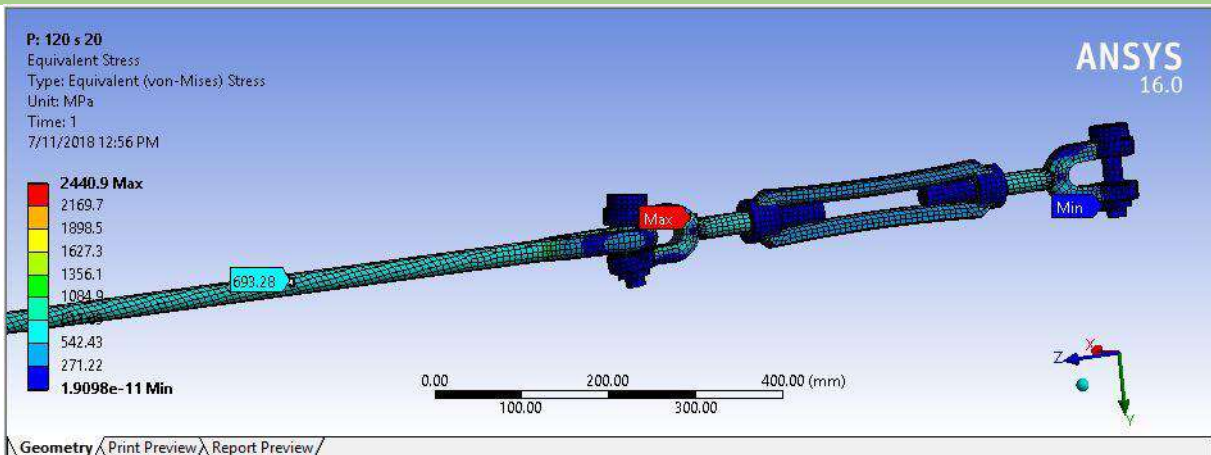 P: 120 s 20
Equivalent Stress
Type: Equivalent (von-Mises) Stress
Unit: MPa
Time: 1
7/11/2018 12:56 PM
ANSYS
16.0
2440.9 Max
2169.7
1898.5
1627.3
1356.1
1084.9
542.43
271.22
1.9098e-11 Min
693.28
Max
Min
0.00 200.00 400.00 (mm)
100.00 300.00
X
Z
Y
Geometry Print Preview Report Preview